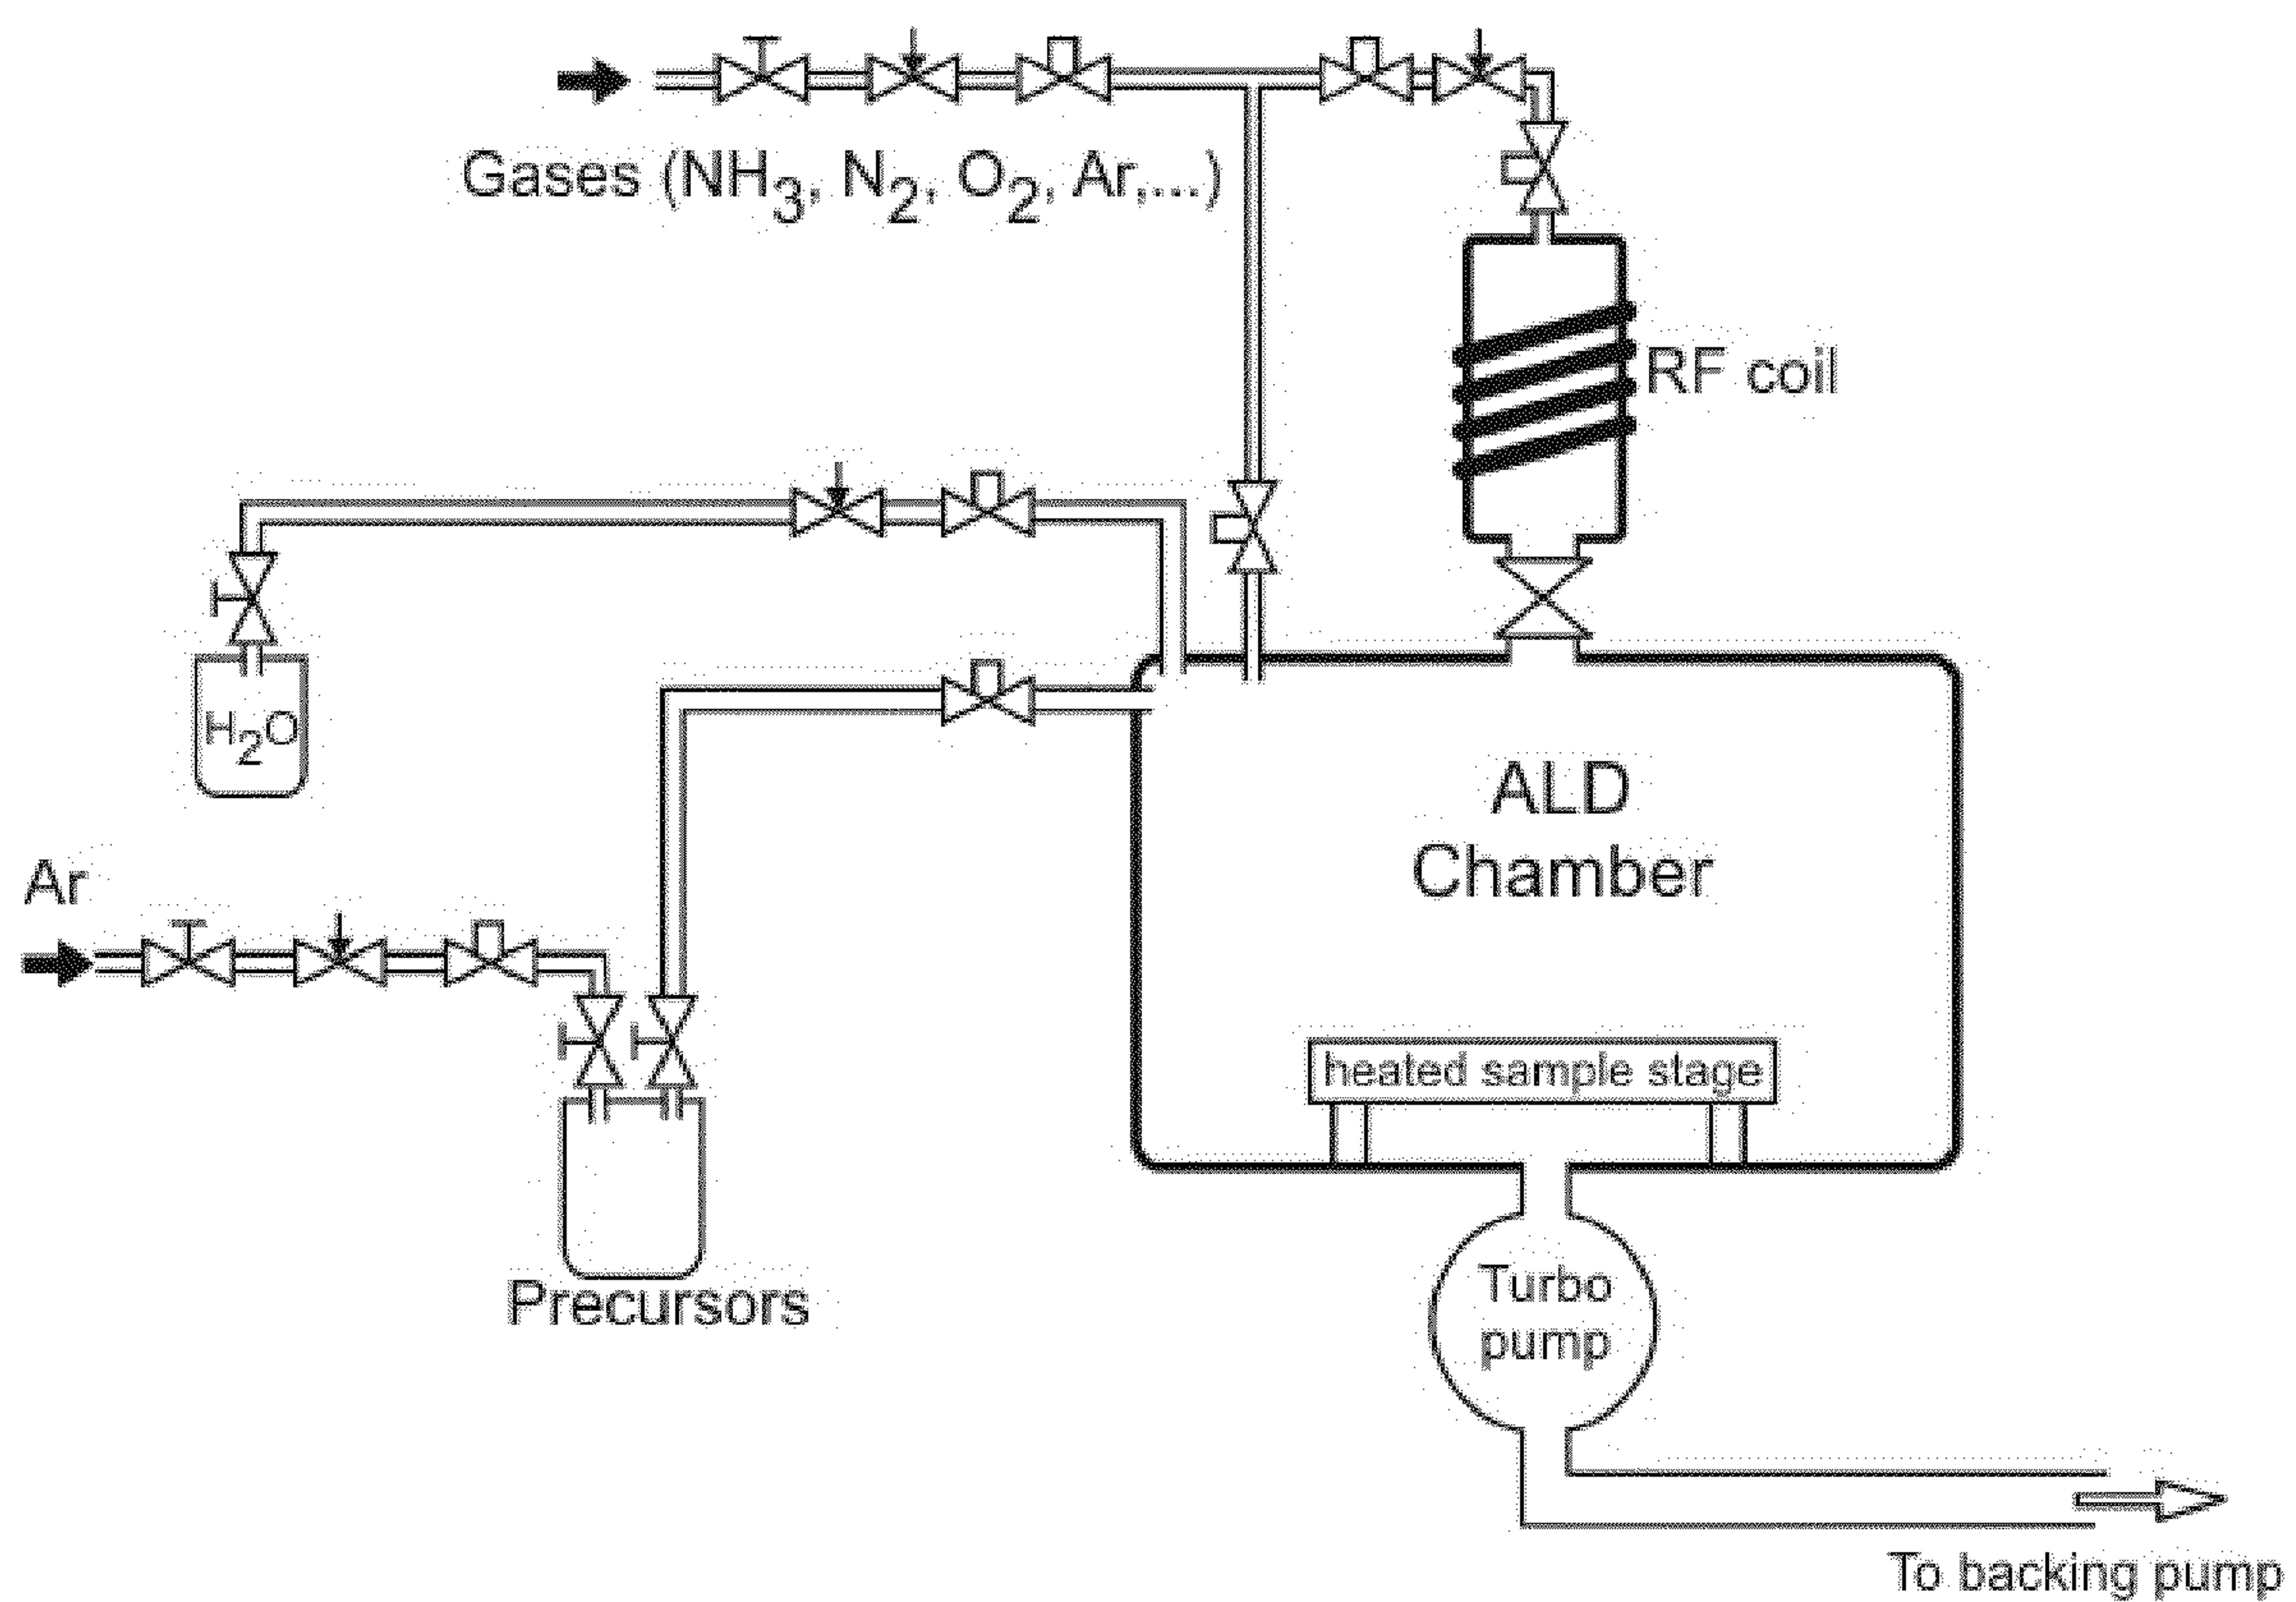 Gases (NH3, N2, O2, Ar,...)
RF coil
H2O
ALD
Chamber
Ar
heated sample stage
Precursors
Turbo
pump
To backing pump